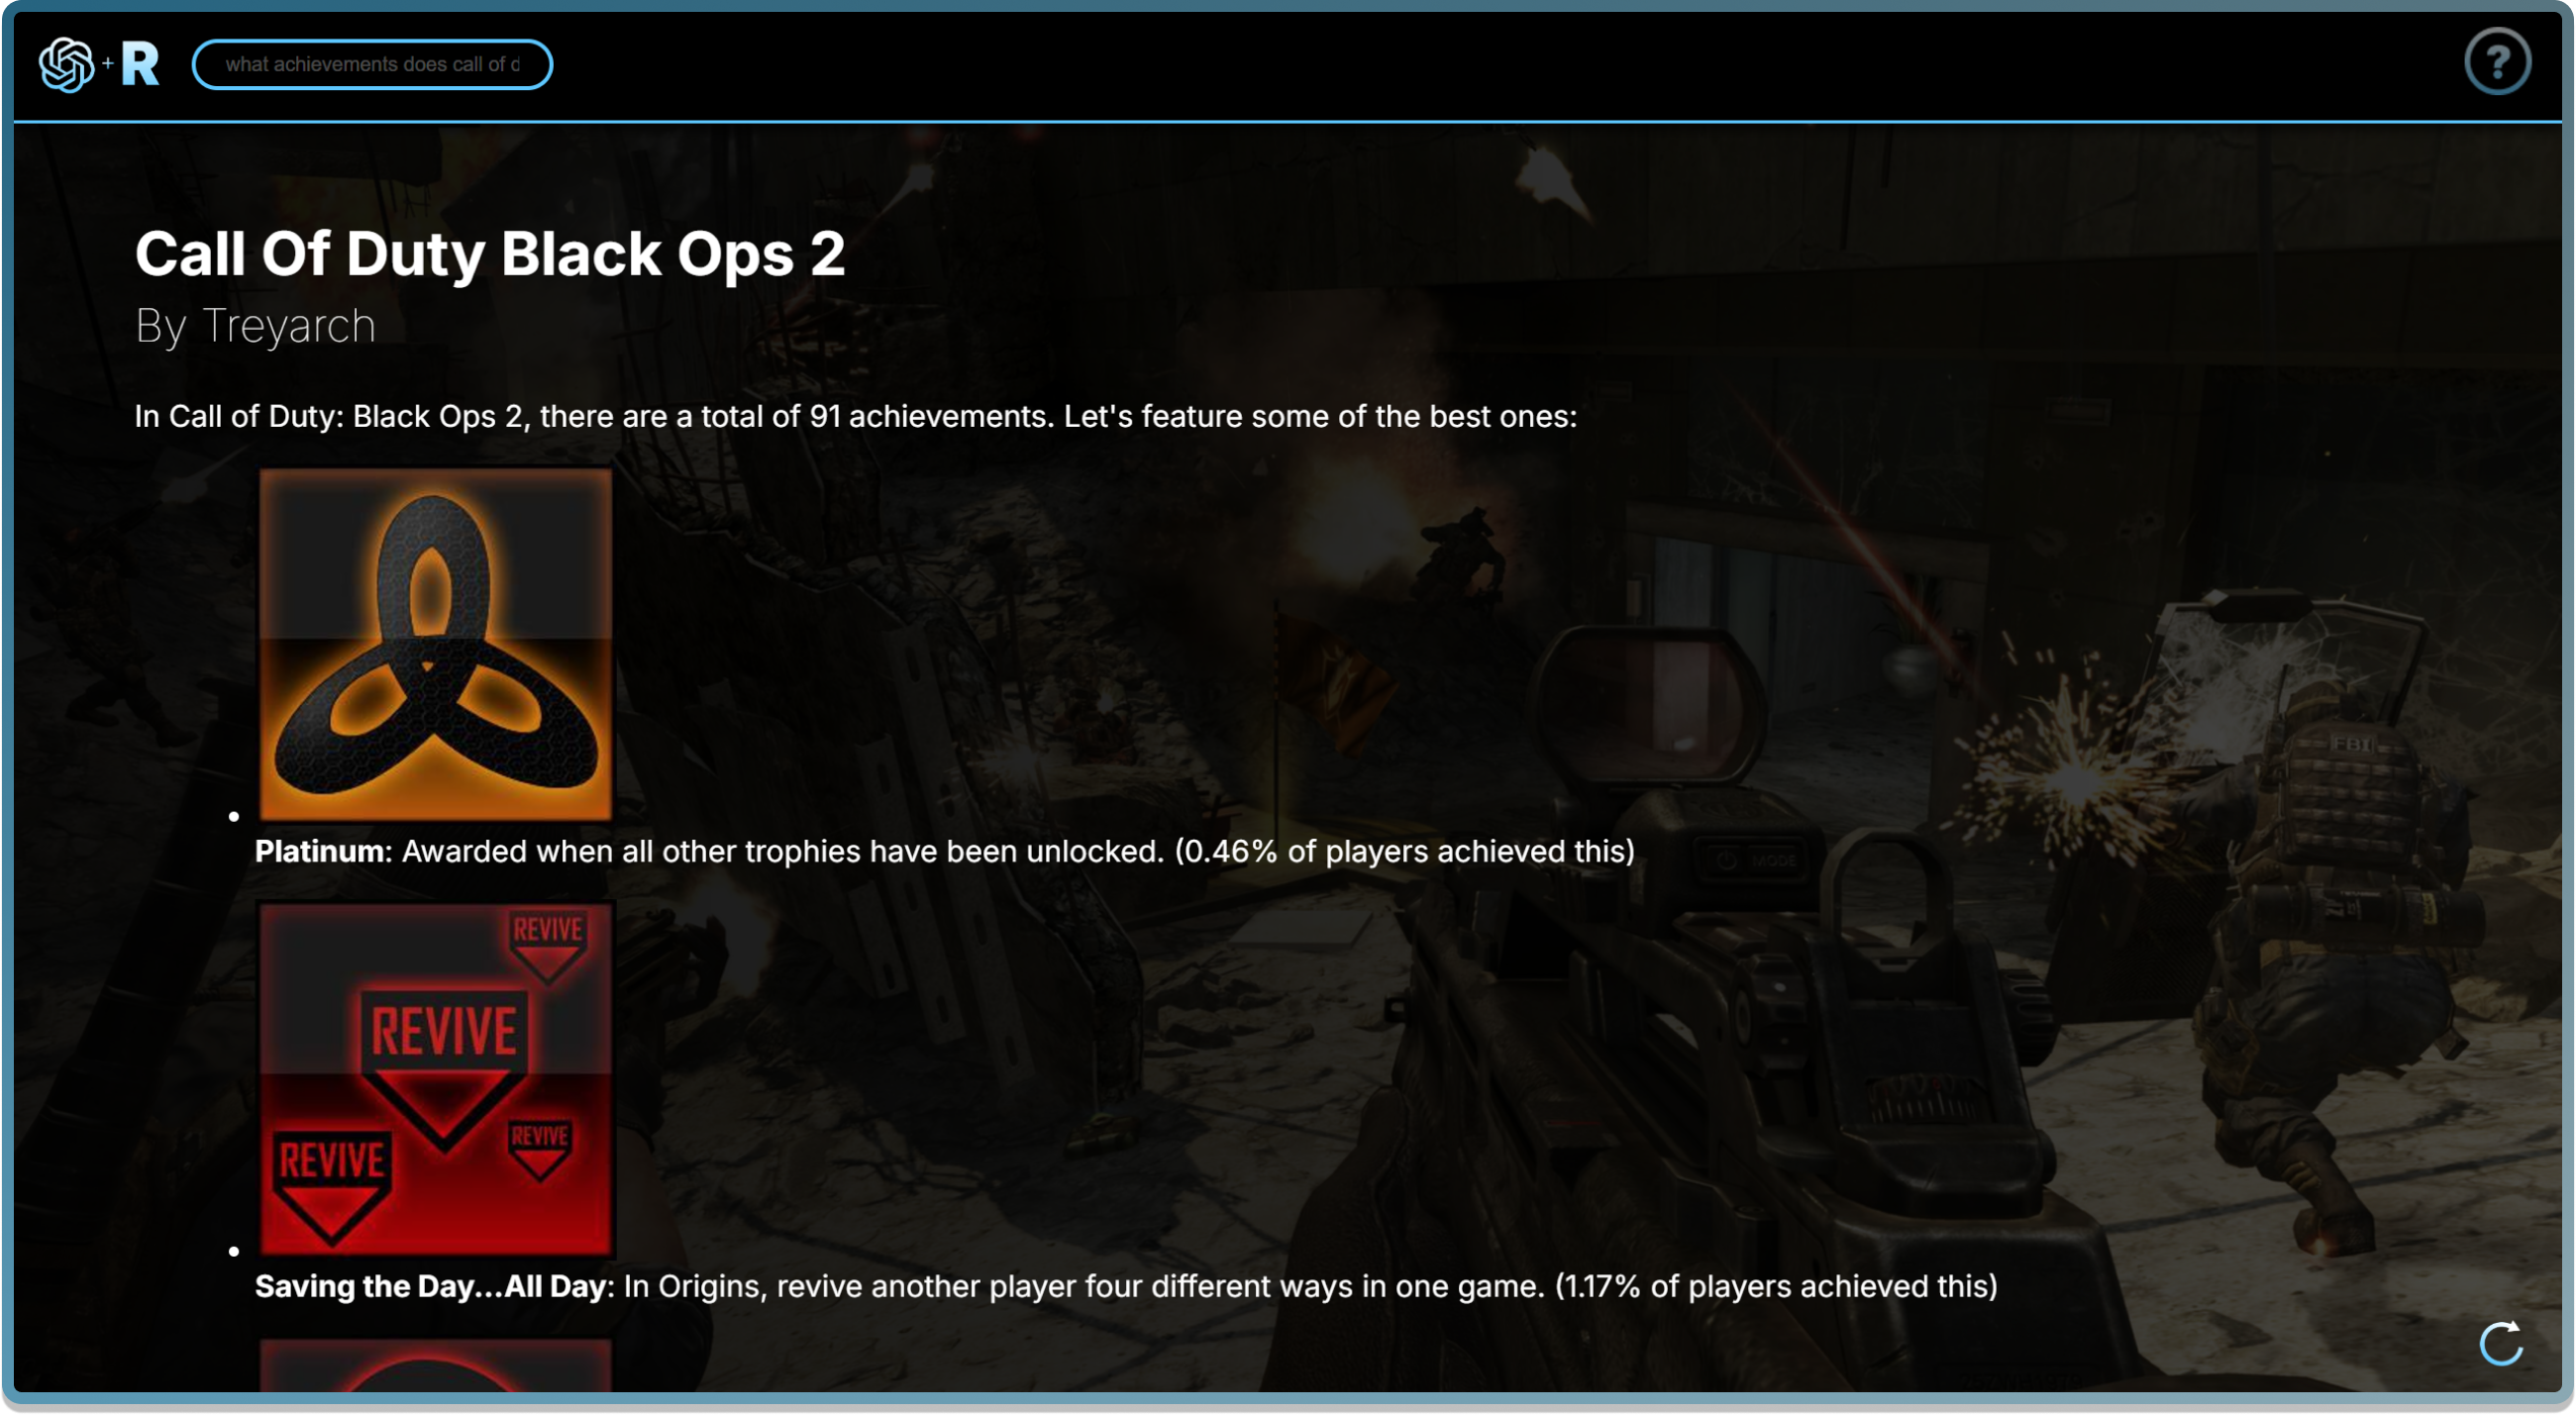 + R
what achievements does call of d
?
Call Of Duty Black Ops 2
By Treyarch
In Call of Duty: Black Ops 2, there are a total of 91 achievements. Let's feature some of the best ones:
Platinum: Awarded when all other trophies have been unlocked. (0.46% of players achieved this)
REVIVE
REVIVE
REVIVE
REVIVE
Saving the Day...All Day: In Origins, revive another player four different ways in one game. (1.17% of players achieved this)
FBI
MODE